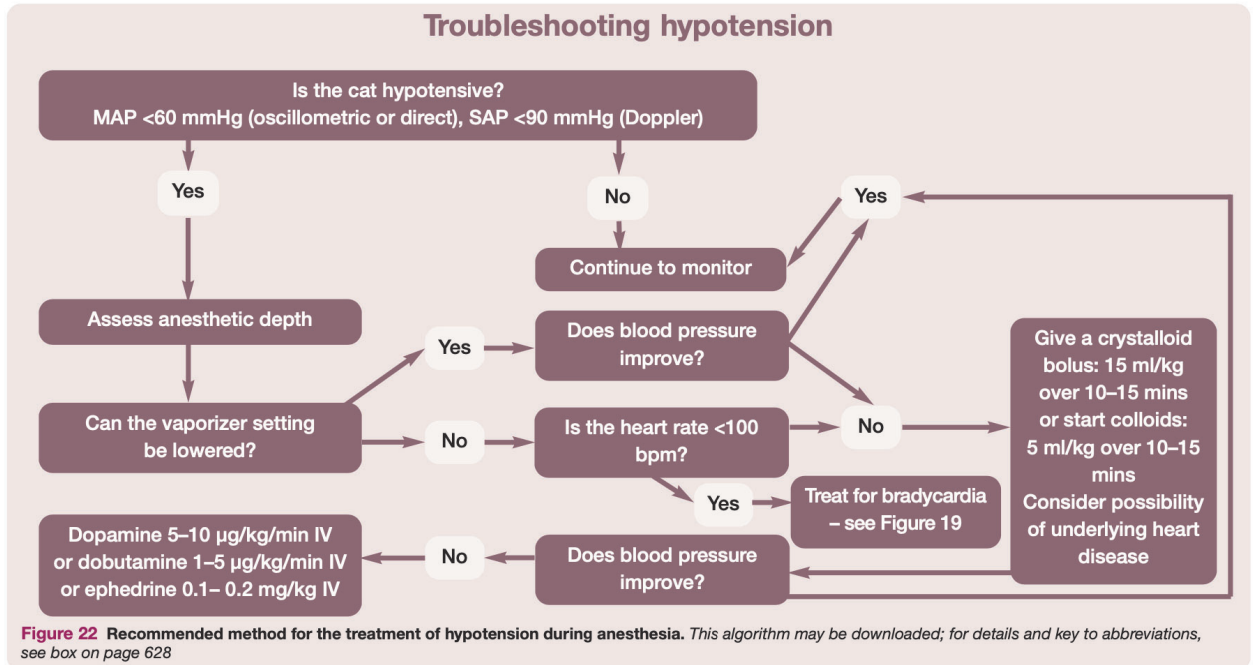 Troubleshooting hypotension
Is the cat hypotensive?
MAP <60 mmHg (oscillometric or direct), SAP <90 mmHg (Doppler)
Yes
No
Yes
Continue to monitor
Assess anesthetic depth
Yes
Does blood pressure
improve?
Give a crystalloid
bolus: 15 ml/kg
over 10–15 mins
or start colloids:
5 ml/kg over 10–15
mins
Consider possibility
of underlying heart
disease
Can the vaporizer setting
be lowered?
No
Is the heart rate <100
bpm?
No
Yes
Treat for bradycardia
– see Figure 19
Dopamine 5–10 µg/kg/min IV
or dobutamine 1–5 µg/kg/min IV
or ephedrine 0.1– 0.2 mg/kg IV
No
Does blood pressure
improve?
Figure 22 Recommended method for the treatment of hypotension during anesthesia. This algorithm may be downloaded; for details and key to abbreviations,
see box on page 628